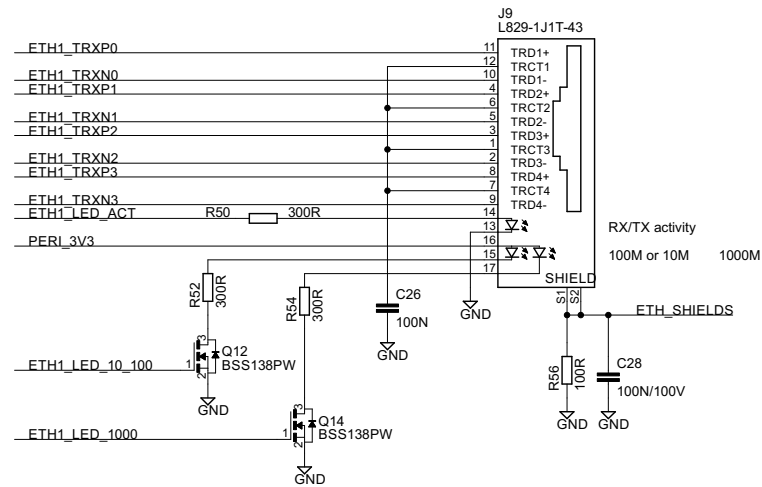 J9
L829-1J1T-43
ETH1_TRXP0 11 TRD1+
12 TRCT1
ETH1_TRXN0 10 TRD1-
ETH1_TRXP1 4 TRD2+
6 TRCT2
ETH1_TRXN1 5 TRD2-
ETH1_TRXP2 3 TRD3+
1 TRCT3
ETH1_TRXN2 2 TRD3-
ETH1_TRXP3 8 TRD4+
7 TRCT4
ETH1_TRXN3 9 TRD4-
ETH1_LED_ACT R50 300R 14
13 RX/TX activity
PERI_3V3 16
15 100M or 10M 1000M
17
SHIELD
S1 S2
R52 300R
R54 300R
C26
100N
GND
GND
ETH_SHIELDS
3
Q12
BSS138PW
ETH1_LED_10_100 1
2
GND
R56 100R
C28
100N/100V
GND GND
3
Q14
BSS138PW
ETH1_LED_1000 1
2
GND